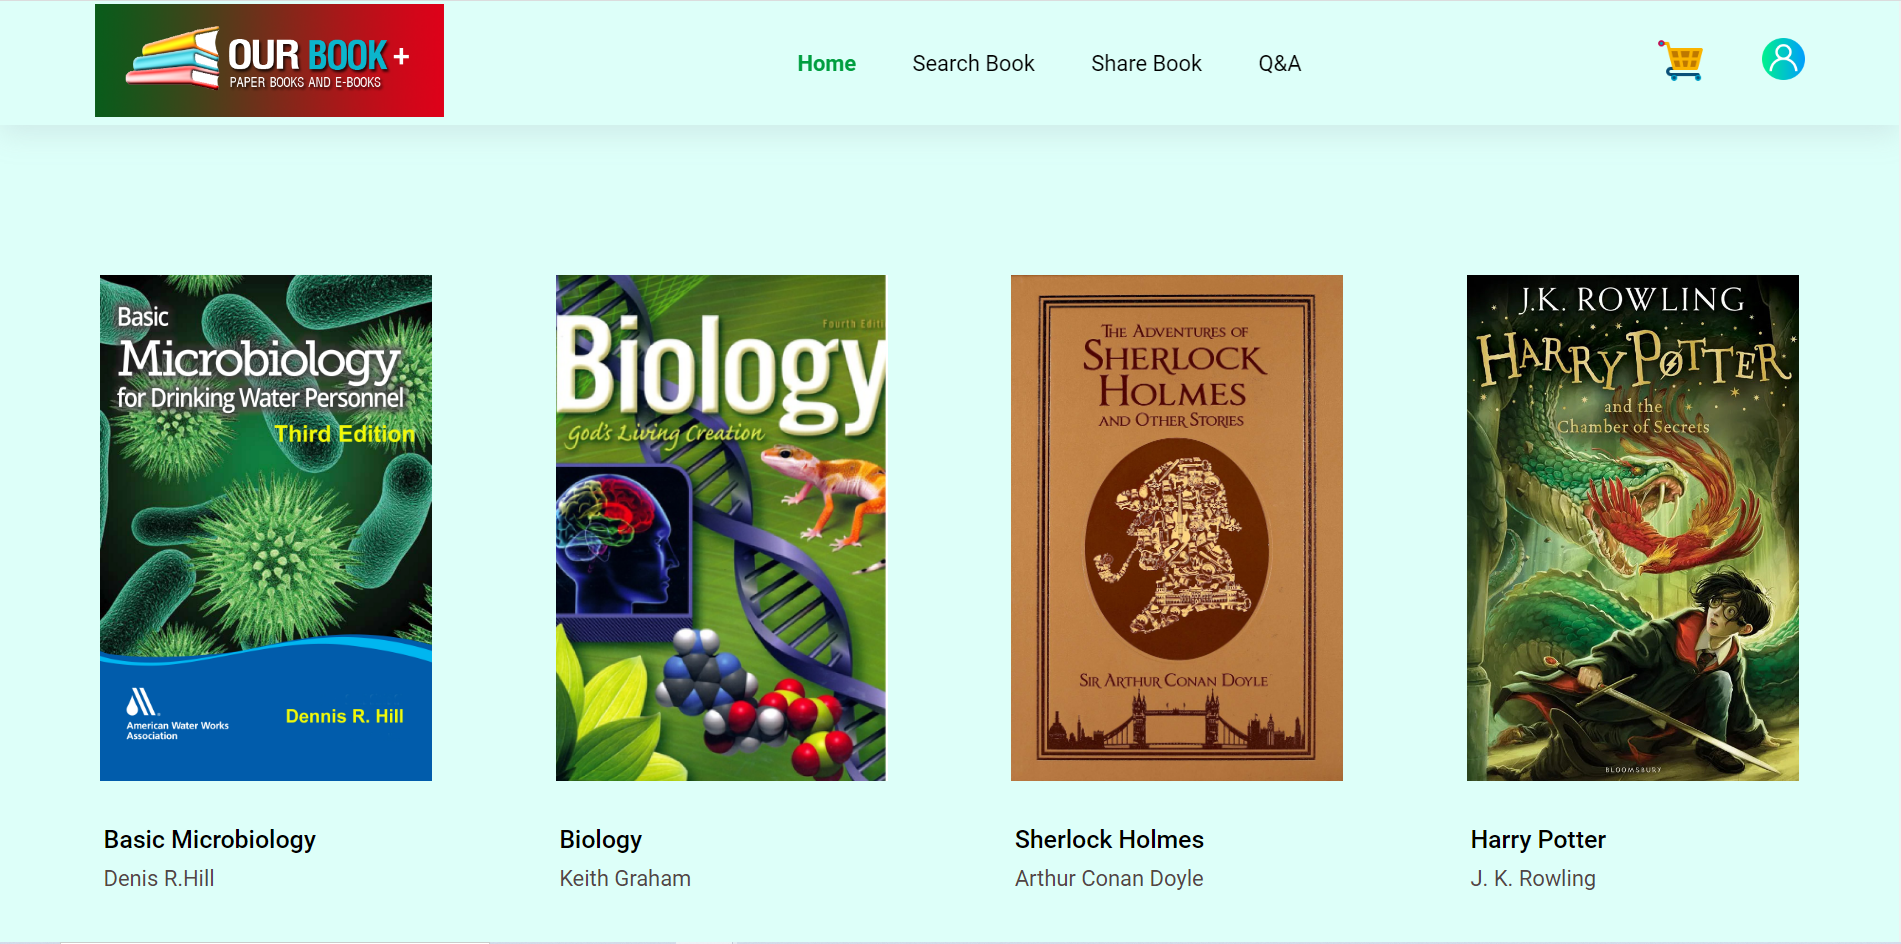 OUR BOOK +
PAPER BOOKS AND E-BOOKS
Home
Search Book
Share Book
Q&A
Basic
Microbiology
for Drinking Water Personnel
Third Edition
American Water Works
Association
Dennis R. Hill
Fourth Editi
Biology
God's Living Creation
THE ADVENTURES OF
SHERLOCK
HOLMES
AND OTHER STORIES
SIR ARTHUR CONAN DOYLE
J.K. ROWLING
HARRY POTTER
and the
Chamber of Secrets
BLOOMSBURY
Basic Microbiology
Denis R.Hill
Biology
Keith Graham
Sherlock Holmes
Arthur Conan Doyle
Harry Potter
J. K. Rowling